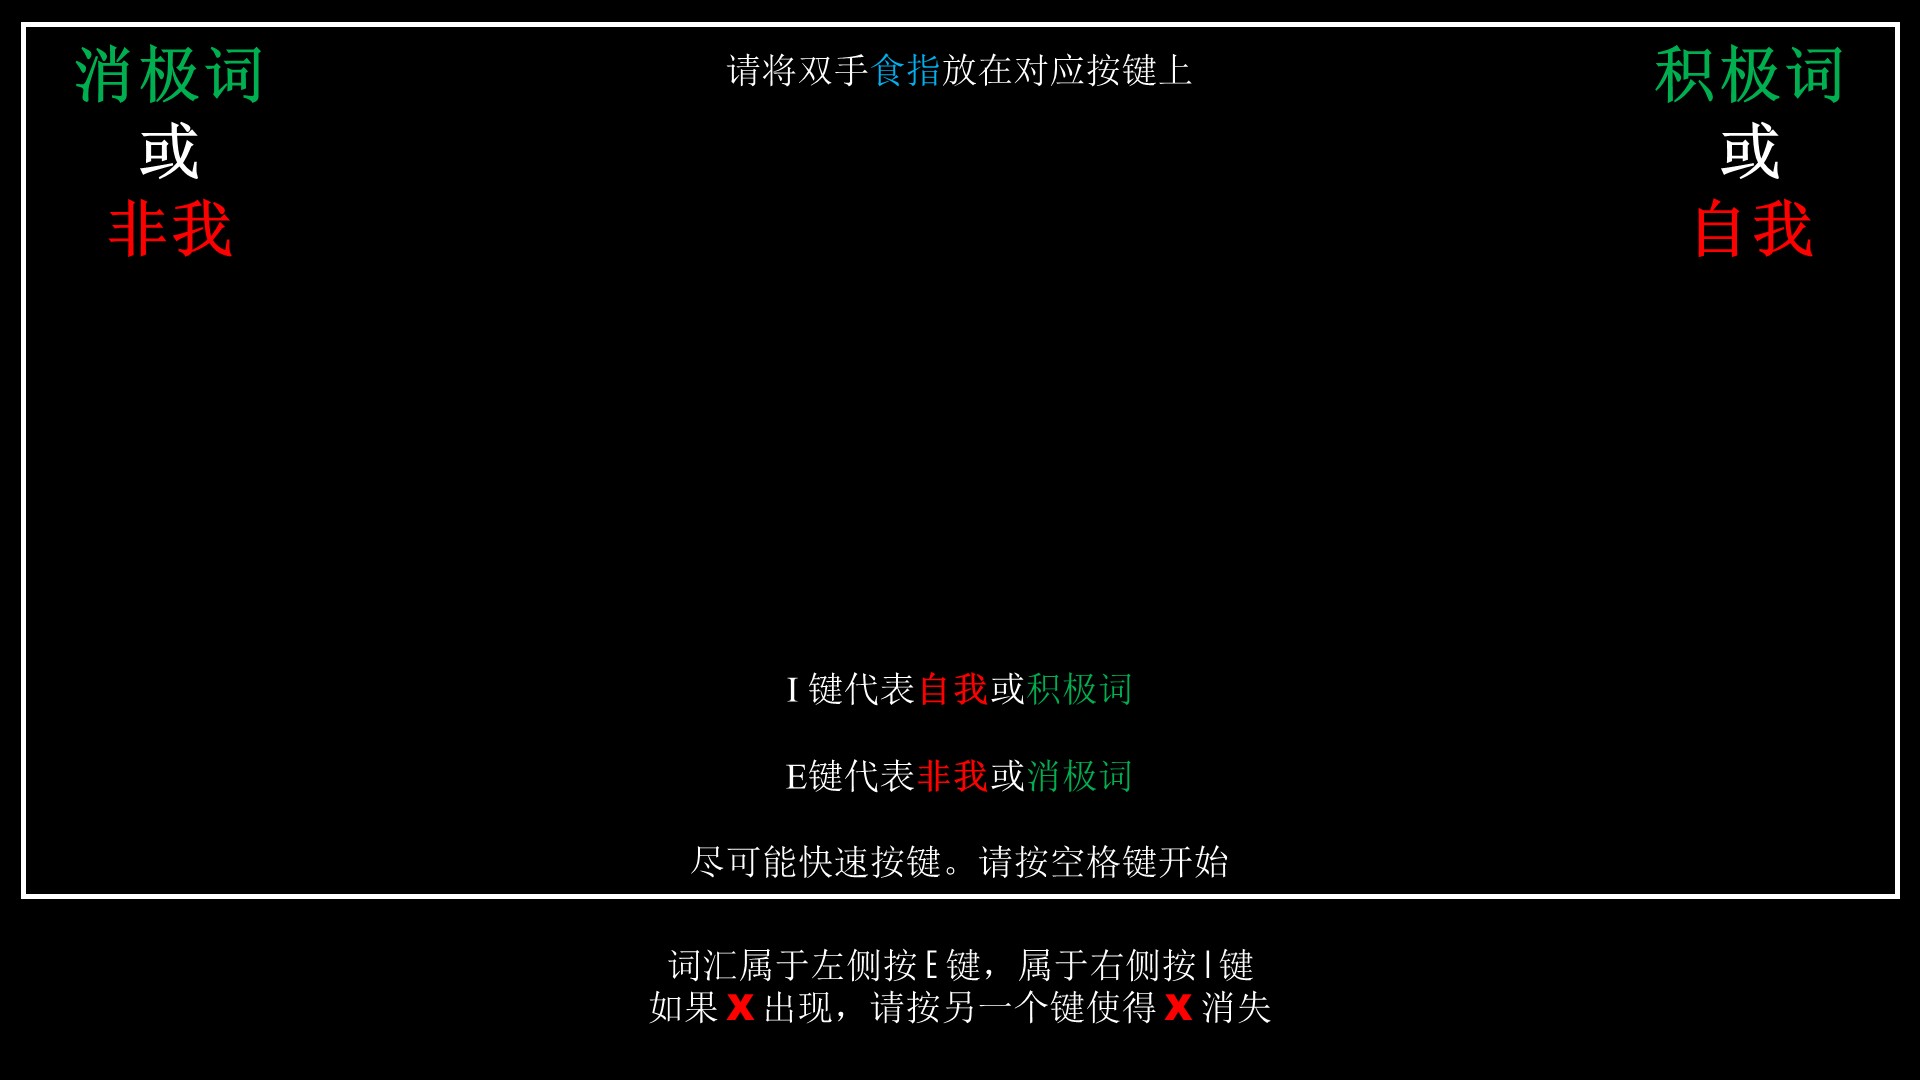 消极词
或
非我
请将双手食指放在对应按键上
积极词
或
自我
I 键代表自我或积极词
E键代表非我或消极词
尽可能快速按键。请按空格键开始
词汇属于左侧按 E 键，属于右侧按 I 键
如果 X 出现，请按另一个键使得 X 消失